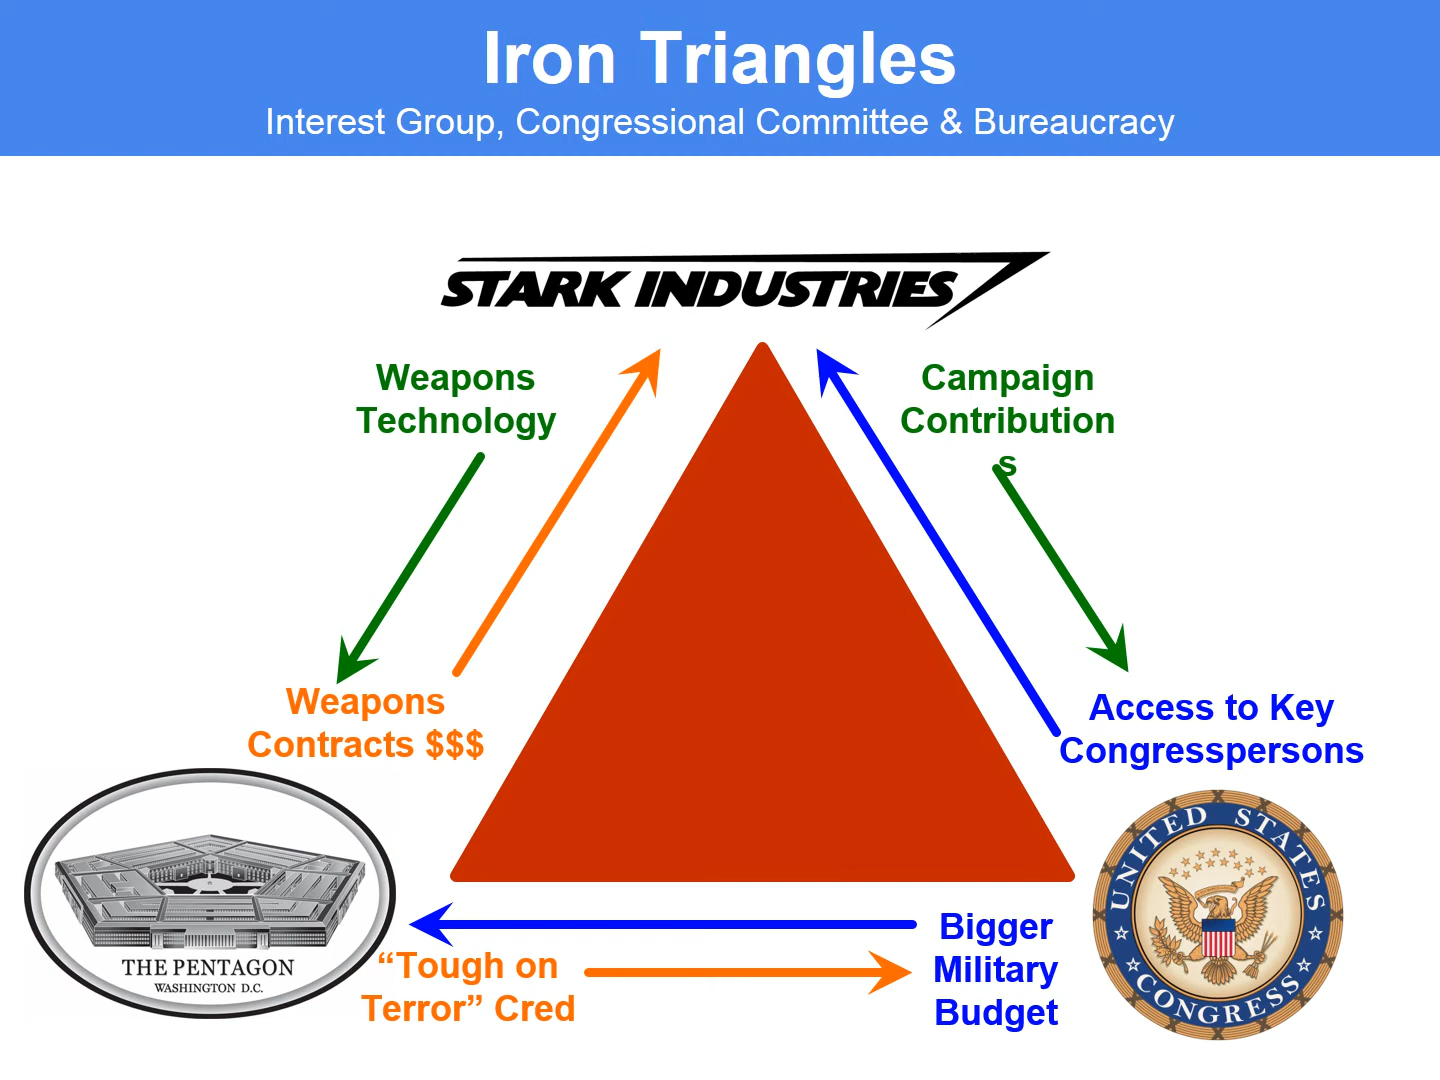 Iron Triangles
Interest Group, Congressional Committee & Bureaucracy
STARK INDUSTRIES
Weapons
Technology
Campaign
Contribution
s
Weapons
Contracts $$$
Access to Key
Congresspersons
THE PENTAGON
WASHINGTON D.C.
“Tough on
Terror” Cred
Bigger
Military
Budget
UNITED STATES
CONGRESS